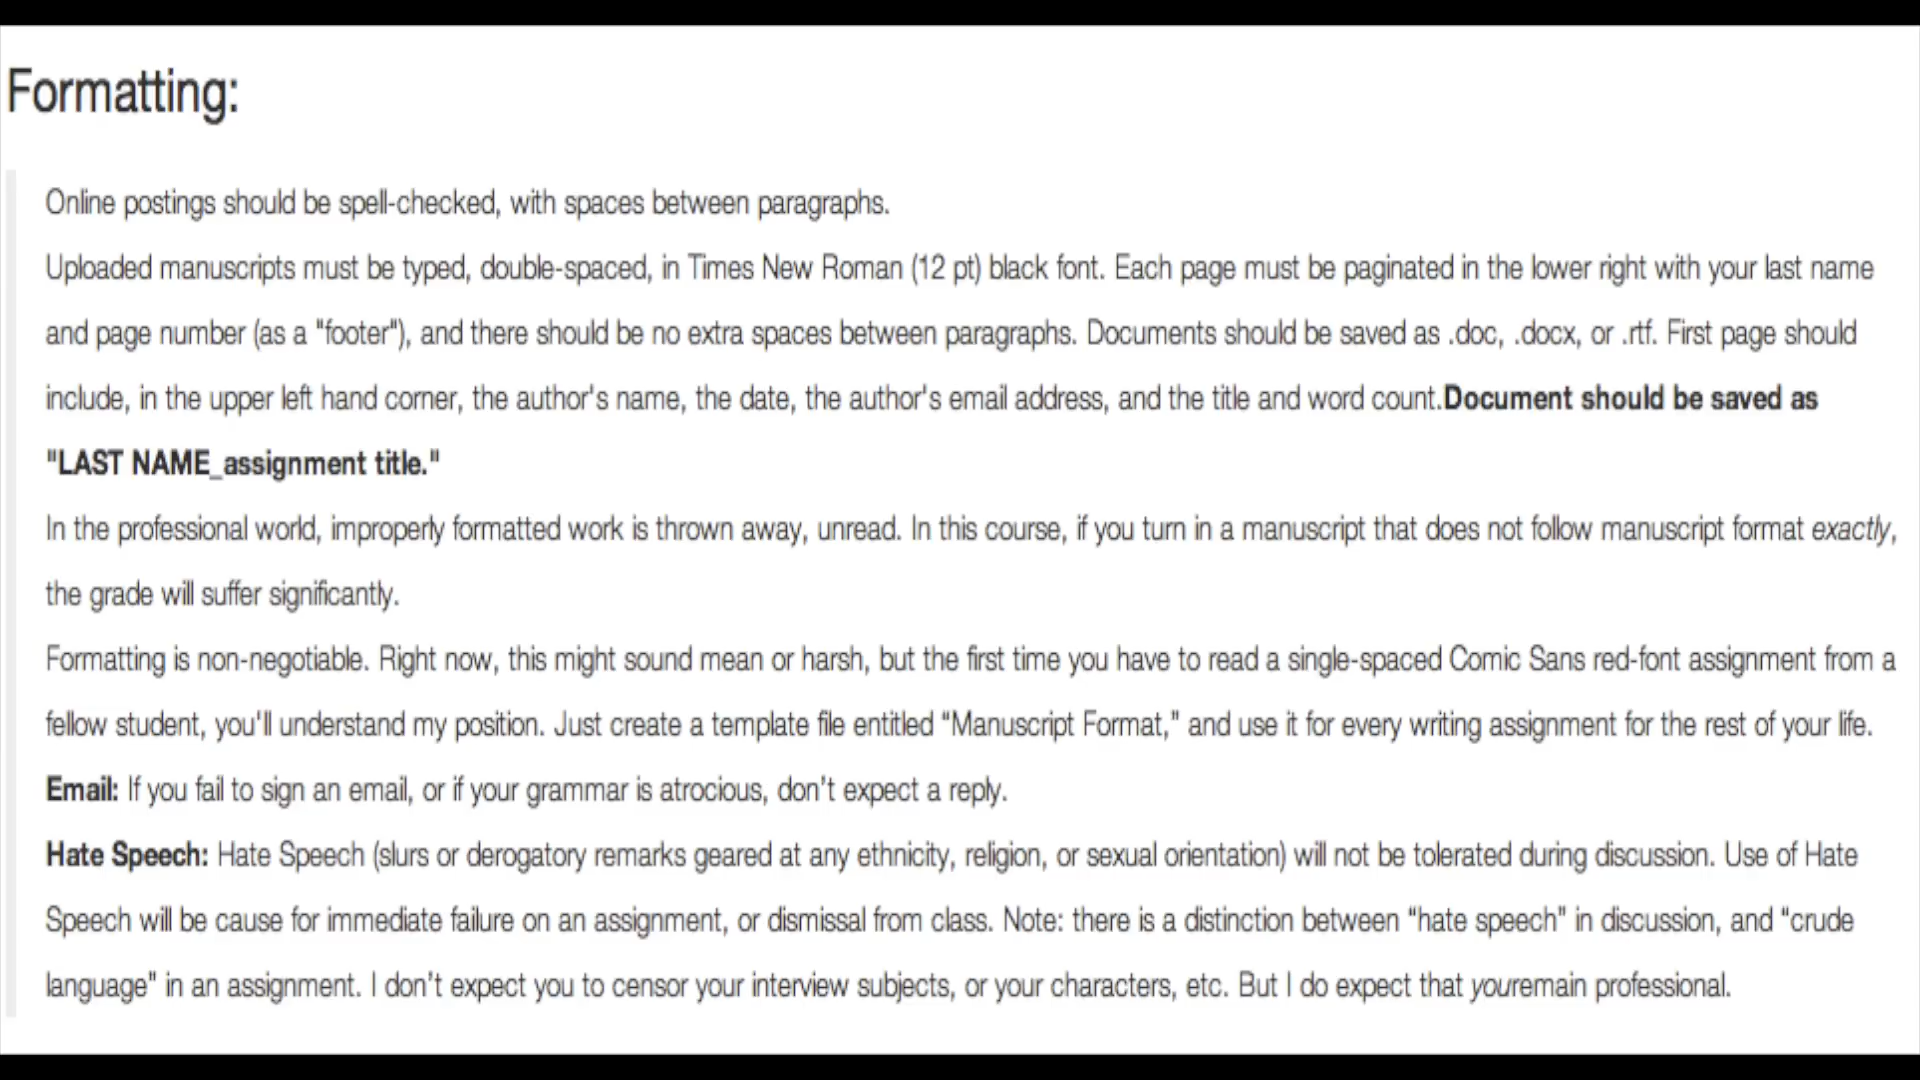 Formatting:
Online postings should be spell-checked, with spaces between paragraphs.
Uploaded manuscripts must be typed, double-spaced, in Times New Roman (12 pt) black font. Each page must be paginated in the lower right with your last name
and page number (as a "footer"), and there should be no extra spaces between paragraphs. Documents should be saved as .doc, .docx, or .rtf. First page should
include, in the upper left hand corner, the author's name, the date, the author's email address, and the title and word count.Document should be saved as
"LAST NAME_assignment title."
In the professional world, improperly formatted work is thrown away, unread. In this course, if you turn in a manuscript that does not follow manuscript format exactly,
the grade will suffer significantly.
Formatting is non-negotiable. Right now, this might sound mean or harsh, but the first time you have to read a single-spaced Comic Sans red-font assignment from a
fellow student, you'll understand my position. Just create a template file entitled “Manuscript Format,” and use it for every writing assignment for the rest of your life.
Email: If you fail to sign an email, or if your grammar is atrocious, don’t expect a reply.
Hate Speech: Hate Speech (slurs or derogatory remarks geared at any ethnicity, religion, or sexual orientation) will not be tolerated during discussion. Use of Hate
Speech will be cause for immediate failure on an assignment, or dismissal from class. Note: there is a distinction between “hate speech” in discussion, and “crude
language” in an assignment. I don’t expect you to censor your interview subjects, or your characters, etc. But I do expect that youremain professional.